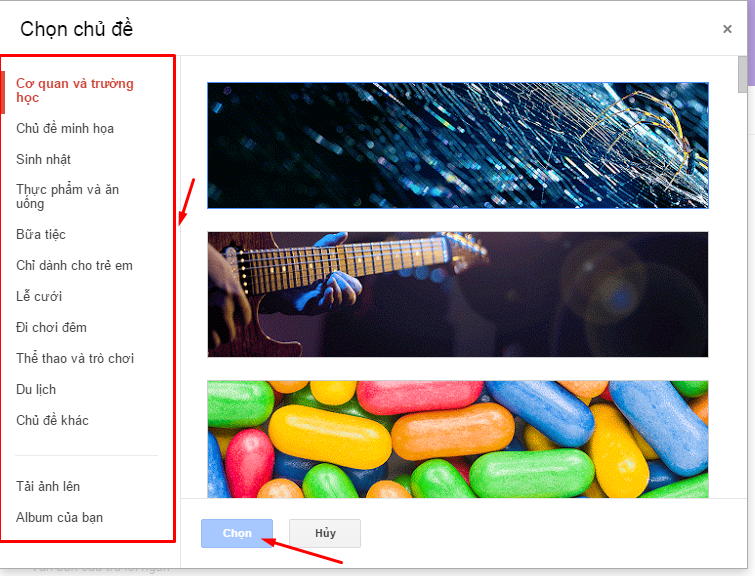 Chọn chủ đề
×
Cơ quan và trường
học
Chủ đề minh họa
Sinh nhật
Thực phẩm và ăn
uống
Bữa tiệc
Chỉ dành cho trẻ em
Lễ cưới
Đi chơi đêm
Thể thao và trò chơi
Du lịch
Chủ đề khác
Tải ảnh lên
Album của bạn
Chọn
Hủy